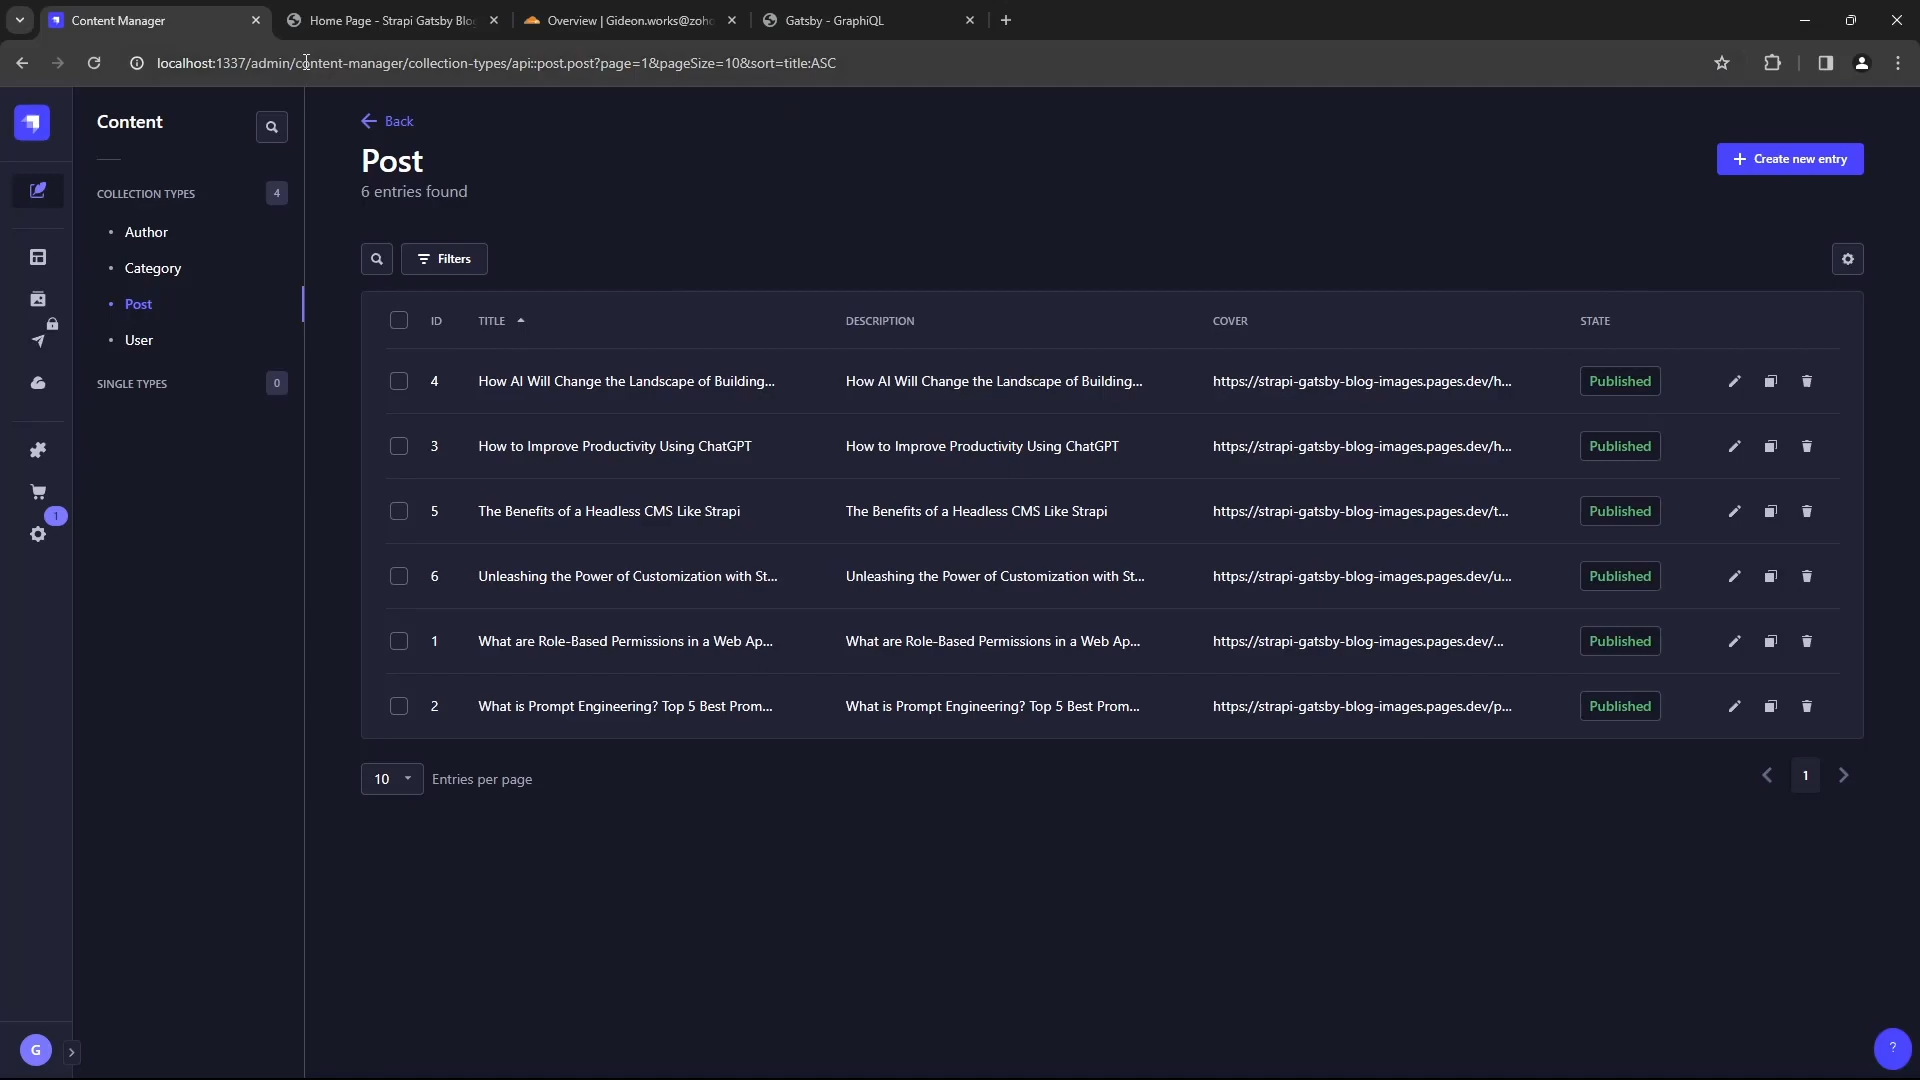 Content Manager
Home Page - Strapi Gatsby Blo
Overview | Gideon.works@zoho
Gatsby - GraphiQL
localhost:1337/admin/content-manager/collection-types/api::post.post?page=1&pageSize=10&sort=title:ASC
Content
COLLECTION TYPES 4
Author
Category
Post
User
SINGLE TYPES 0
1
G
Back
Post
6 entries found
Create new entry
Filters
ID TITLE DESCRIPTION COVER STATE
4 How AI Will Change the Landscape of Building... How AI Will Change the Landscape of Building... https://strapi-gatsby-blog-images.pages.dev/h... Published
3 How to Improve Productivity Using ChatGPT How to Improve Productivity Using ChatGPT https://strapi-gatsby-blog-images.pages.dev/h... Published
5 The Benefits of a Headless CMS Like Strapi The Benefits of a Headless CMS Like Strapi https://strapi-gatsby-blog-images.pages.dev/t... Published
6 Unleashing the Power of Customization with St... Unleashing the Power of Customization with St... https://strapi-gatsby-blog-images.pages.dev/u... Published
1 What are Role-Based Permissions in a Web Ap... What are Role-Based Permissions in a Web Ap... https://strapi-gatsby-blog-images.pages.dev/... Published
2 What is Prompt Engineering? Top 5 Best Prom... What is Prompt Engineering? Top 5 Best Prom... https://strapi-gatsby-blog-images.pages.dev/p... Published
10 Entries per page
1
?